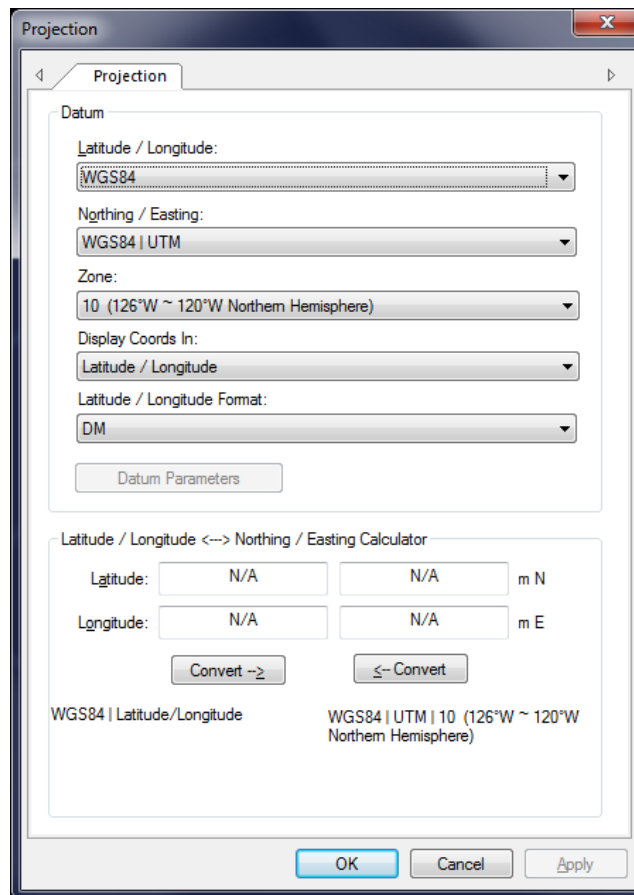 Projection
Projection
Datum
Latitude / Longitude:
WGS84
Northing / Easting:
WGS84 | UTM
Zone:
10 (126°W ~ 120°W Northern Hemisphere)
Display Coords In:
Latitude / Longitude
Latitude / Longitude Format:
DM
Datum Parameters
Latitude / Longitude <---> Northing / Easting Calculator
Latitude: N/A N/A m N
Longitude: N/A N/A m E
Convert --> <-- Convert
WGS84 | Latitude/Longitude WGS84 | UTM | 10 (126°W ~ 120°W
Northern Hemisphere)
OK Cancel Apply